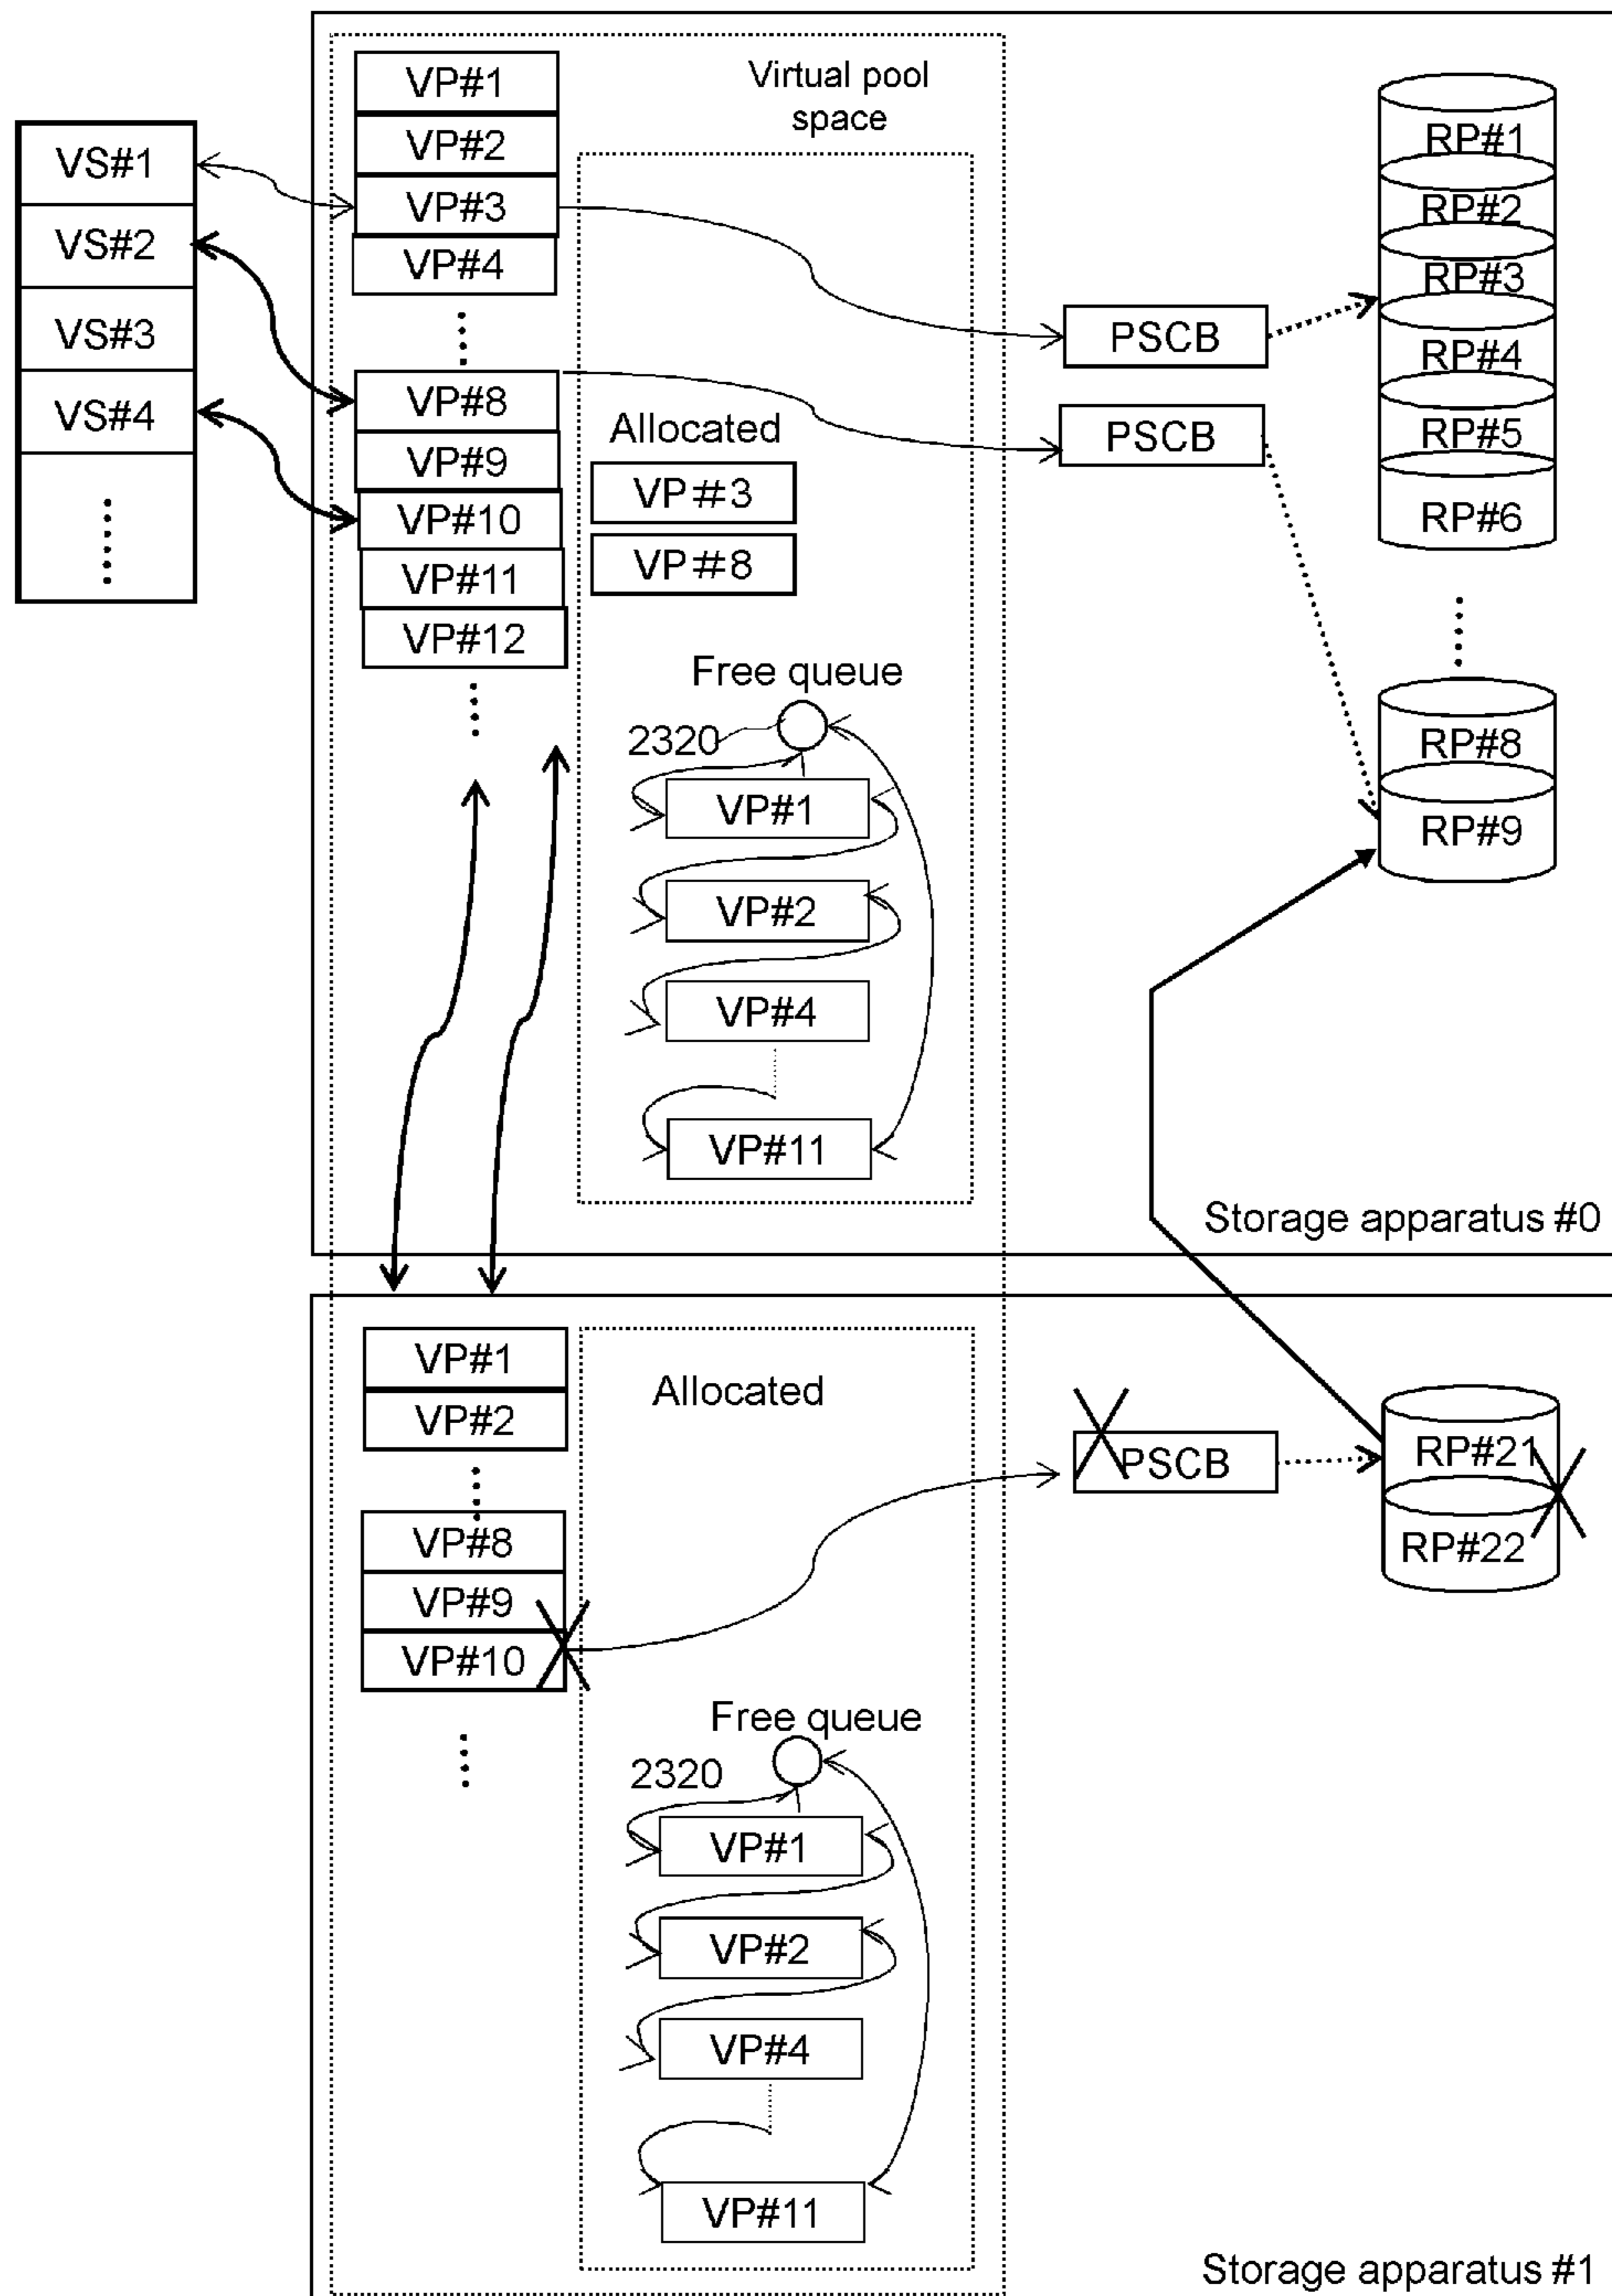 VS#1
VS#2
VS#3
VS#4
VP#1
VP#2
VP#3
VP#4
VP#8
VP#9
VP#10
VP#11
VP#12
Virtual pool
space
Allocated
VP#3
VP#8
Free queue
2320
VP#1
VP#2
VP#4
VP#11
PSCB
PSCB
RP#1
RP#2
RP#3
RP#4
RP#5
RP#6
RP#8
RP#9
Storage apparatus #0
VP#1
VP#2
VP#8
VP#9
VP#10
Allocated
Free queue
2320
VP#1
VP#2
VP#4
VP#11
PSCB
RP#21
RP#22
Storage apparatus #1